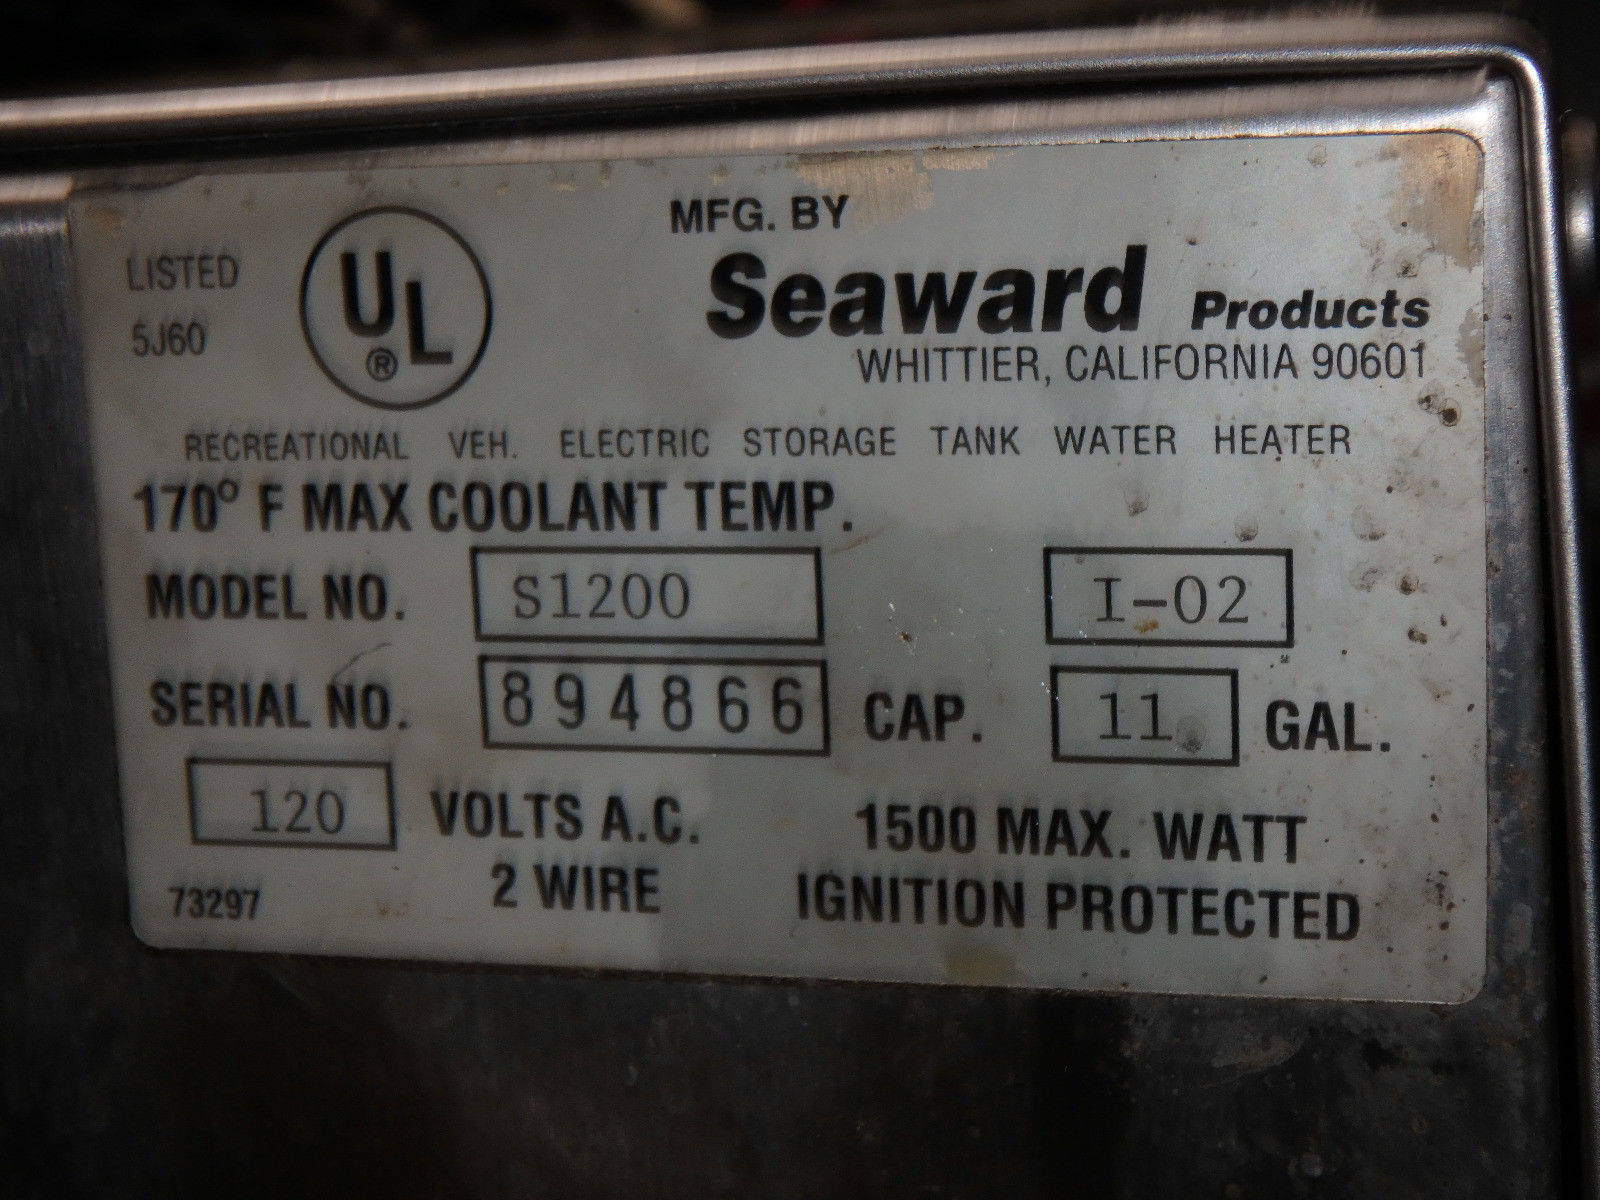 MFG. BY
LISTED
UL
Seaward Products
5J60
®
WHITTIER, CALIFORNIA 90601
RECREATIONAL VEH. ELECTRIC STORAGE TANK WATER HEATER
170° F MAX COOLANT TEMP.
MODEL NO. S1200 I-02
SERIAL NO. 894866 CAP. 11 GAL.
120 VOLTS A.C. 1500 MAX. WATT
73297 2 WIRE IGNITION PROTECTED